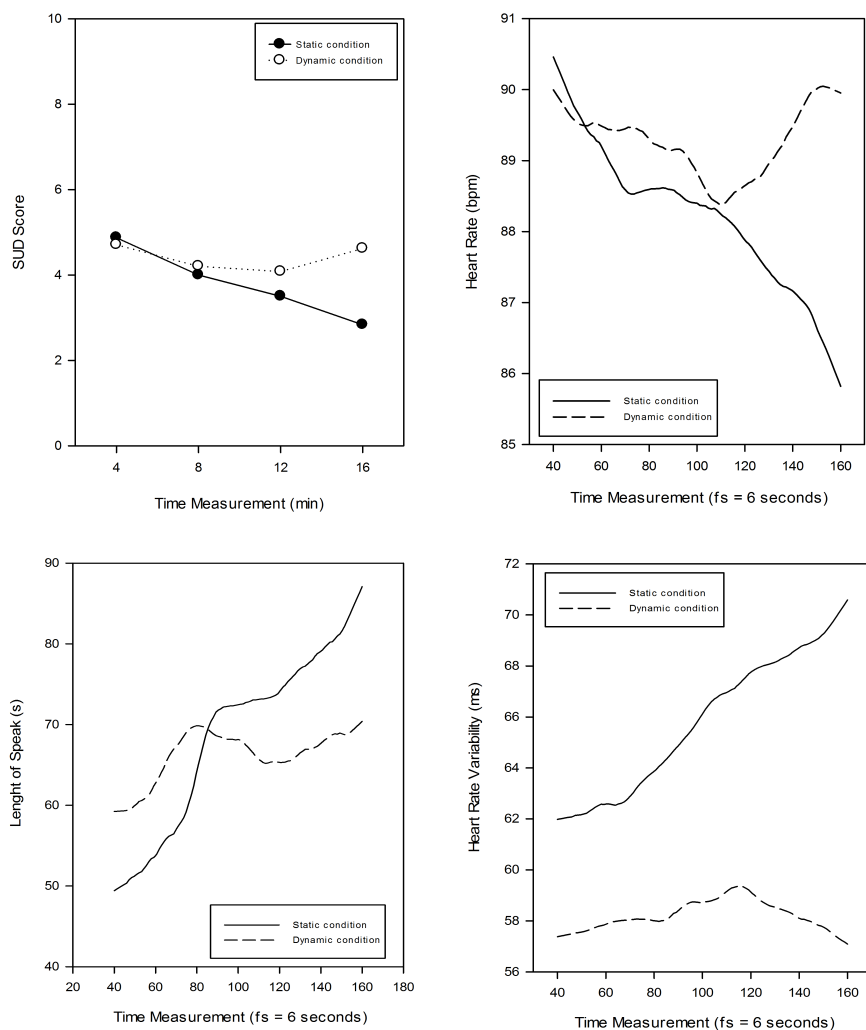 10
8
6
4
2
0
SUD Score
Static condition
Dynamic condition
4 8 12 16
Time Measurement (min)
91
90
89
88
87
86
85
Heart Rate (bpm)
Static condition
Dynamic condition
40 60 80 100 120 140 160
Time Measurement (fs = 6 seconds)
90
80
70
60
50
40
Lenght of Speak (s)
Static condition
Dynamic condition
20 40 60 80 100 120 140 160 180
Time Measurement (fs = 6 seconds)
72
70
68
66
64
62
60
58
56
Heart Rate Variability (ms)
Static condition
Dynamic condition
40 60 80 100 120 140 160
Time Measurement (fs = 6 seconds)